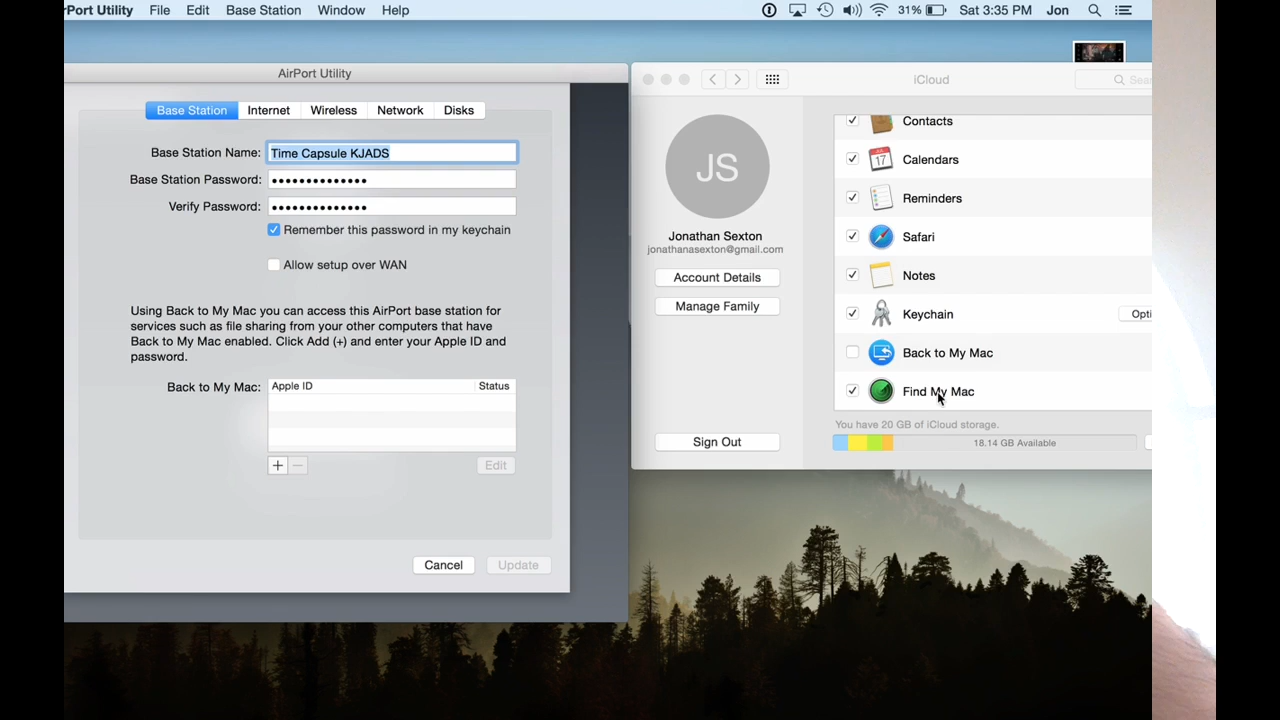 rPort Utility File Edit Base Station Window Help 31% Sat 3:35 PM Jon
AirPort Utility
Base Station Internet Wireless Network Disks
Base Station Name: Time Capsule KJADS
Base Station Password: ••••••••••••••
Verify Password: ••••••••••••••
Remember this password in my keychain
Allow setup over WAN
Using Back to My Mac you can access this AirPort base station for
services such as file sharing from your other computers that have
Back to My Mac enabled. Click Add (+) and enter your Apple ID and
password.
Back to My Mac: Apple ID Status
+ − Edit
Cancel Update
iCloud
Sear
JS
Jonathan Sexton
jonathanasexton@gmail.com
Account Details
Manage Family
Sign Out
Contacts
17
Calendars
Reminders
Safari
Notes
Keychain Opti
Back to My Mac
Find My Mac
You have 20 GB of iCloud storage.
18.14 GB Available